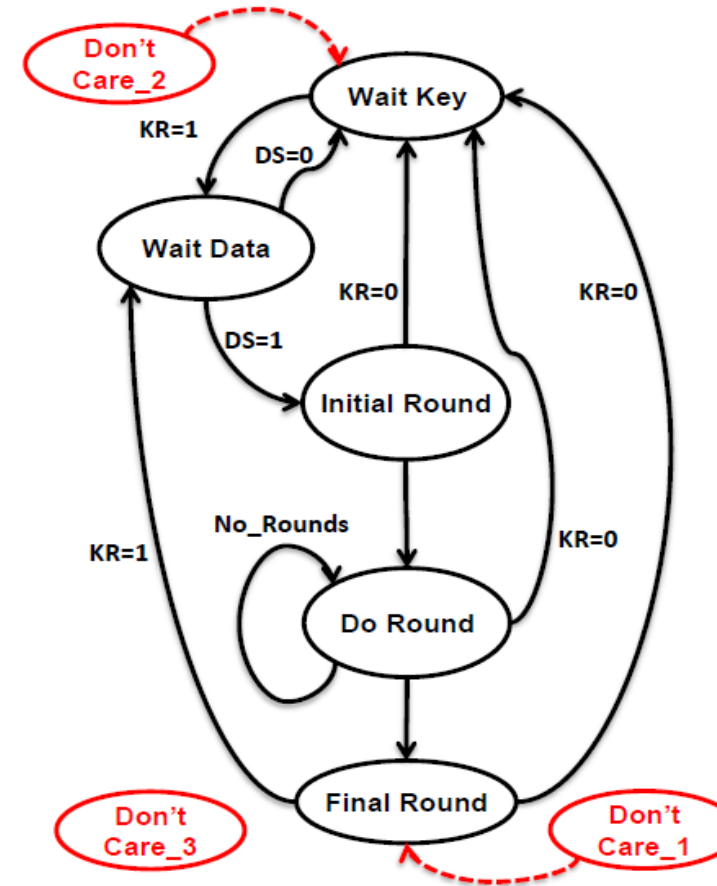 Don't
Care_2
Wait Key
KR=1
DS=0
Wait Data
KR=0
KR=0
DS=1
Initial Round
No_Rounds
KR=1
KR=0
Do Round
Don't
Care_3
Final Round
Don't
Care_1